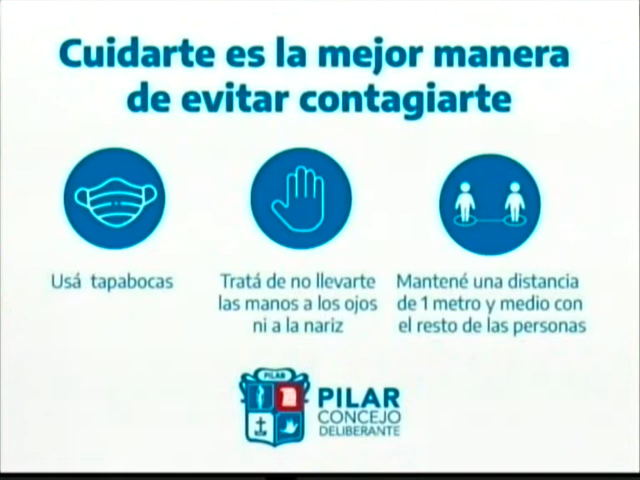 Cuidarte es la mejor manera
de evitar contagiarte
Usá tapabocas
Tratá de no llevarte
las manos a los ojos
ni a la nariz
Mantené una distancia
de 1 metro y medio con
el resto de las personas
PILAR
PILAR
CONCEJO
DELIBERANTE